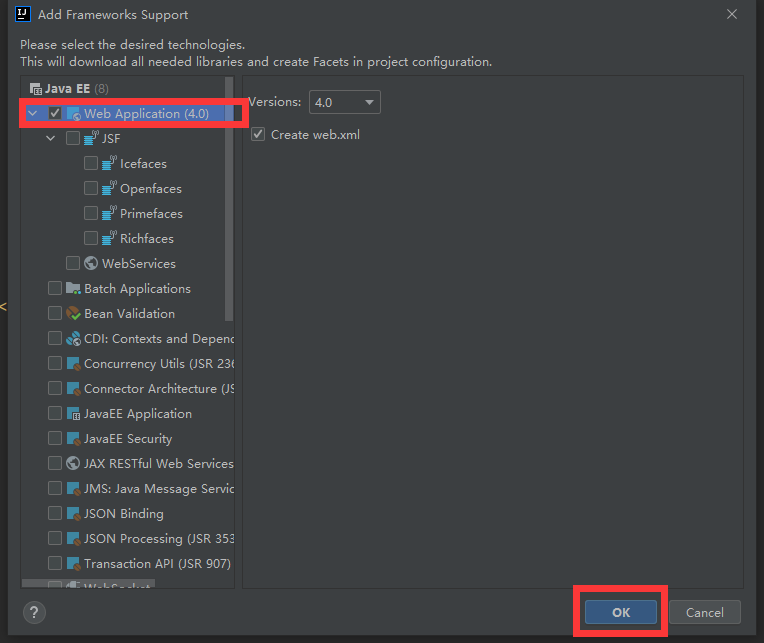 Add Frameworks Support
Please select the desired technologies.
This will download all needed libraries and create Facets in project configuration.
Java EE (8)
Web Application (4.0)
JSF
Icefaces
Openfaces
Primefaces
Richfaces
WebServices
Batch Applications
Bean Validation
CDI: Contexts and Depend
Concurrency Utils (JSR 236
Connector Architecture (JS
JavaEE Application
JavaEE Security
JAX RESTful Web Services
JMS: Java Message Servic
JSON Binding
JSON Processing (JSR 353
Transaction API (JSR 907)
WebSocket
Versions: 4.0
Create web.xml
?
OK
Cancel